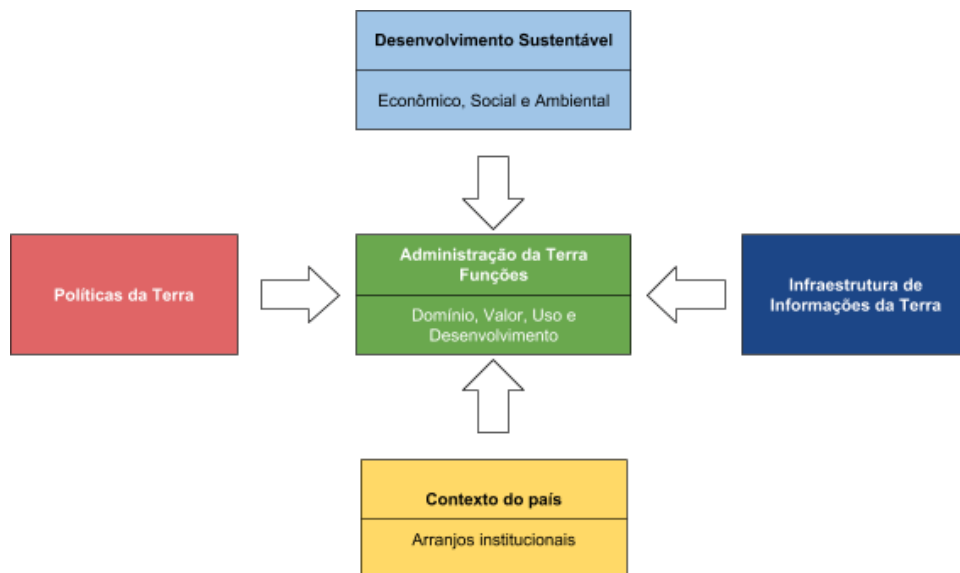 Desenvolvimento Sustentável
Econômico, Social e Ambiental
Políticas da Terra
Administração da Terra
Funções
Domínio, Valor, Uso e
Desenvolvimento
Infraestrutura de
Informações da Terra
Contexto do país
Arranjos institucionais